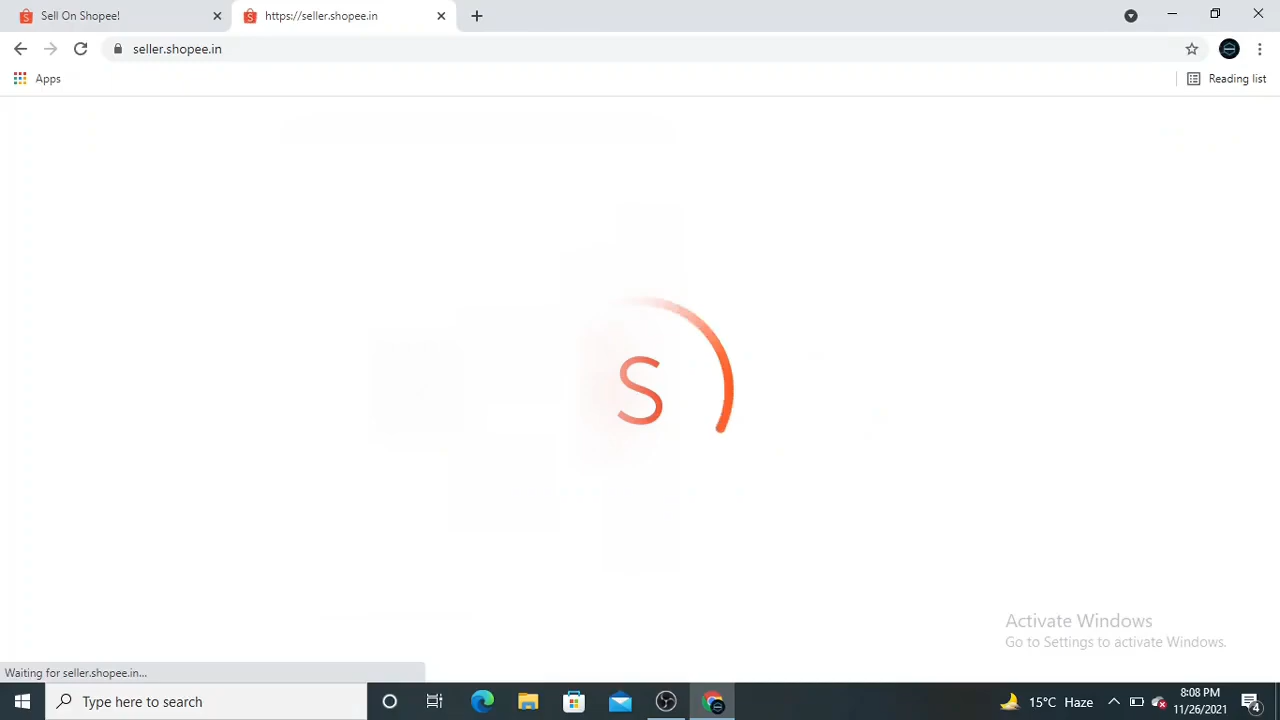 Sell On Shopee!
https://seller.shopee.in
seller.shopee.in
Apps
Reading list
S
Activate Windows
Go to Settings to activate Windows.
Waiting for seller.shopee.in...
Type here to search
15°C Haze
8:08 PM
11/26/2021
4